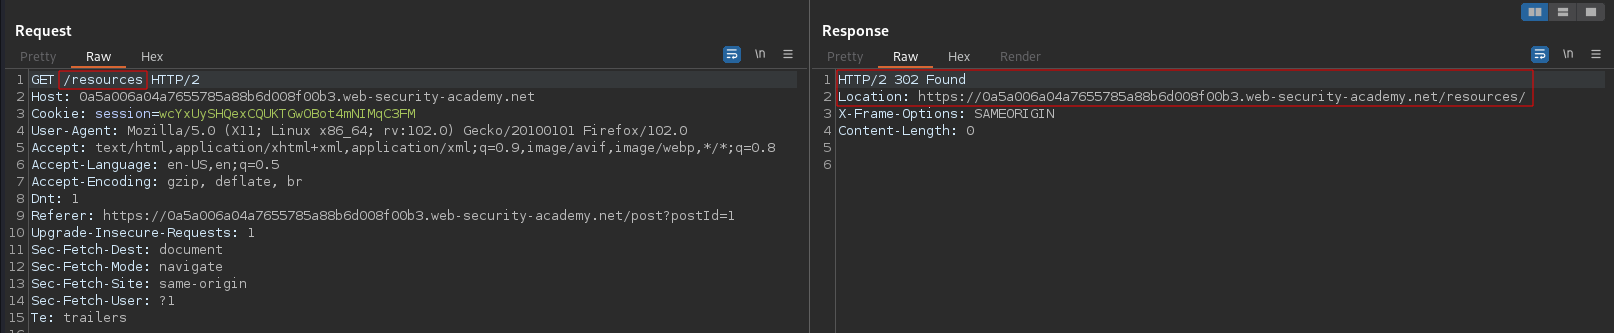 Request
Pretty Raw Hex
\n
1 GET /resources HTTP/2
2 Host: 0a5a006a04a7655785a88b6d008f00b3.web-security-academy.net
3 Cookie: session=wcYxUySHQexCQUKTGwOBot4mNIMqC3FM
4 User-Agent: Mozilla/5.0 (X11; Linux x86_64; rv:102.0) Gecko/20100101 Firefox/102.0
5 Accept: text/html,application/xhtml+xml,application/xml;q=0.9,image/avif,image/webp,*/*;q=0.8
6 Accept-Language: en-US,en;q=0.5
7 Accept-Encoding: gzip, deflate, br
8 Dnt: 1
9 Referer: https://0a5a006a04a7655785a88b6d008f00b3.web-security-academy.net/post?postId=1
10 Upgrade-Insecure-Requests: 1
11 Sec-Fetch-Dest: document
12 Sec-Fetch-Mode: navigate
13 Sec-Fetch-Site: same-origin
14 Sec-Fetch-User: ?1
15 Te: trailers
Response
Pretty Raw Hex Render
\n
1 HTTP/2 302 Found
2 Location: https://0a5a006a04a7655785a88b6d008f00b3.web-security-academy.net/resources/
3 X-Frame-Options: SAMEORIGIN
4 Content-Length: 0
5
6